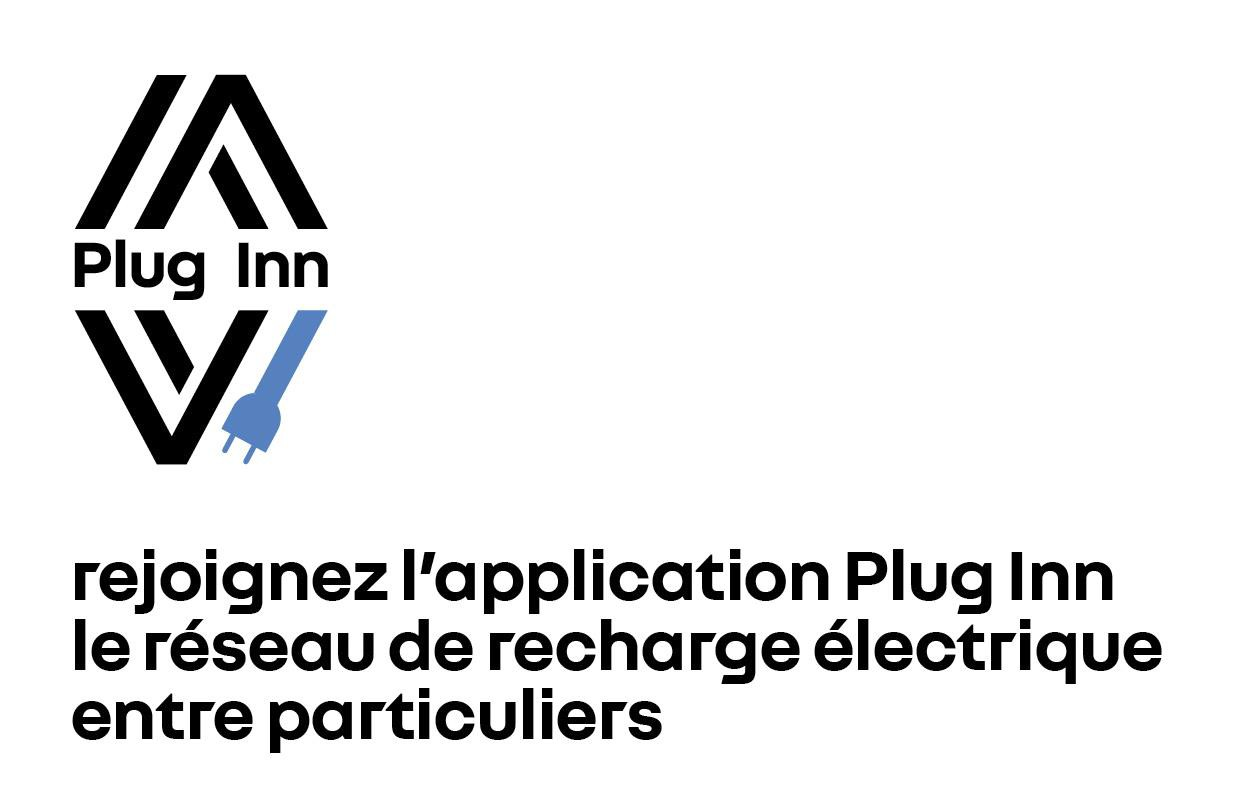 Plug Inn
rejoignez l’application Plug Inn
le réseau de recharge électrique
entre particuliers